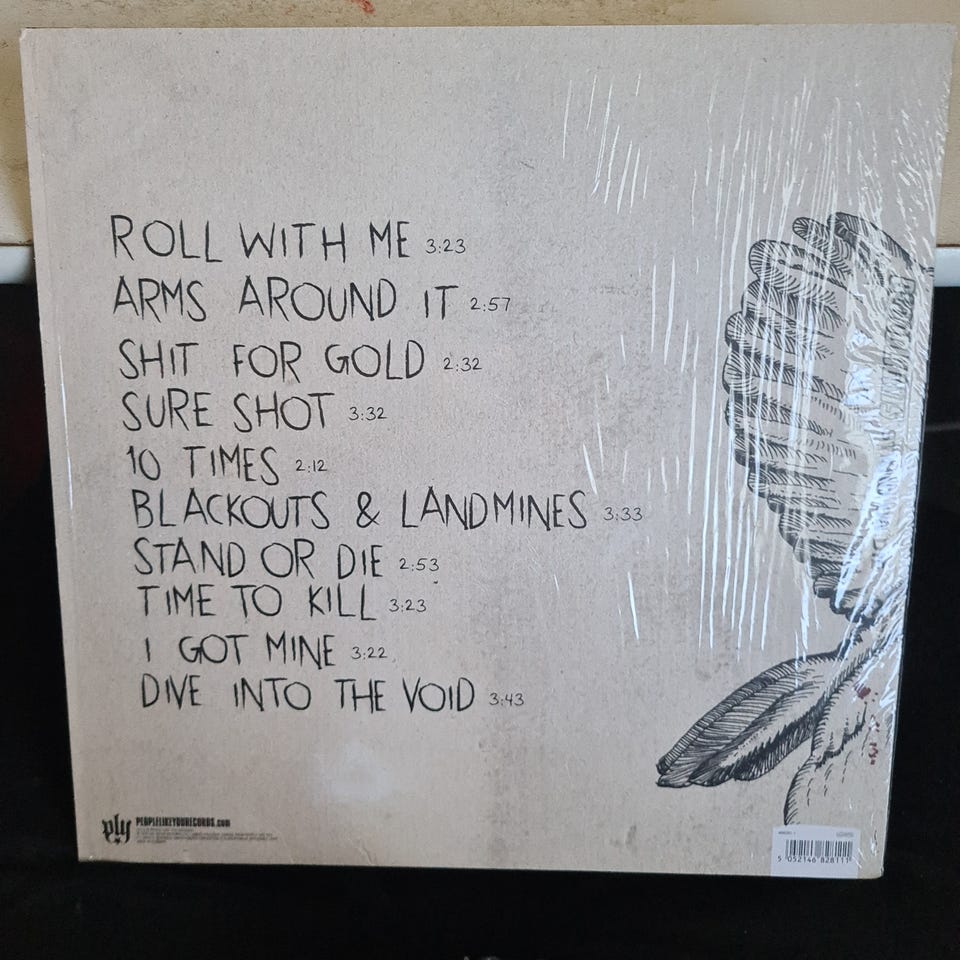 ROLL WITH ME 3:23
ARMS AROUND IT 2:57
SHIT FOR GOLD 2:32
SURE SHOT 3:32
10 TIMES 2:12
BLACKOUTS & LANDMINES 3:33
STAND OR DIE 2:53
TIME TO KILL 3:23
I GOT MINE 3:22
DIVE INTO THE VOID 3:43
ply PEOPLELIKEYOURECORDS.com
5 052146 828111